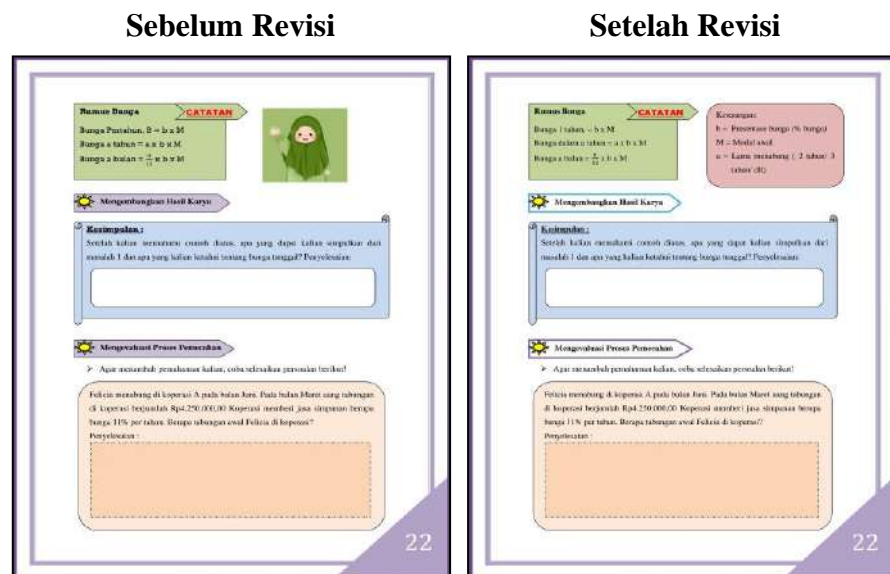 Sebelum Revisi
Setelah Revisi
Rumus Bunga
CATATAN
Bunga Pertahun, B = b x M
Bunga a tahun = a x b x M
Bunga a bulan = a/12 x b x M
Mengembangkan Hasil Karya
Kesimpulan :
Setelah kalian memahami contoh diatas, apa yang dapat kalian simpulkan dari
masalah 1 dan apa yang kalian ketahui tentang bunga tunggal? Penyelesaian:
Mengevaluasi Proses Pemecahan
Agar menambah pemahaman kalian, coba selesaikan persoalan berikut!
Felicia menabung di koperasi A pada bulan Juni. Pada bulan Maret uang tabungan
di koperasi berjumlah Rp4.250.000,00 Koperasi memberi jasa simpanan berupa
bunga 11% per tahun. Berapa tabungan awal Felicia di koperasi?
Penyelesaian :
22
Rumus Bunga
CATATAN
Bunga 1 tahun = b x M
Bunga dalam a tahun = a x b x M
Bunga a bulan = a/12 x b x M
Keterangan:
b = Presentase bunga (% bunga)
M = Modal awal
a = Lama menabung ( 2 tahun/ 3
tahun/ dll)
Mengembangkan Hasil Karya
Kesimpulan :
Setelah kalian memahami contoh diatas, apa yang dapat kalian simpulkan dari
masalah 1 dan apa yang kalian ketahui tentang bunga tunggal? Penyelesaian:
Mengevaluasi Proses Pemecahan
Agar menambah pemahaman kalian, coba selesaikan persoalan berikut!
Felicia menabung di koperasi A pada bulan Juni. Pada bulan Maret uang tabungan
di koperasi berjumlah Rp4.250.000,00 Koperasi memberi jasa simpanan berupa
bunga 11% per tahun. Berapa tabungan awal Felicia di koperasi?
Penyelesaian :
22